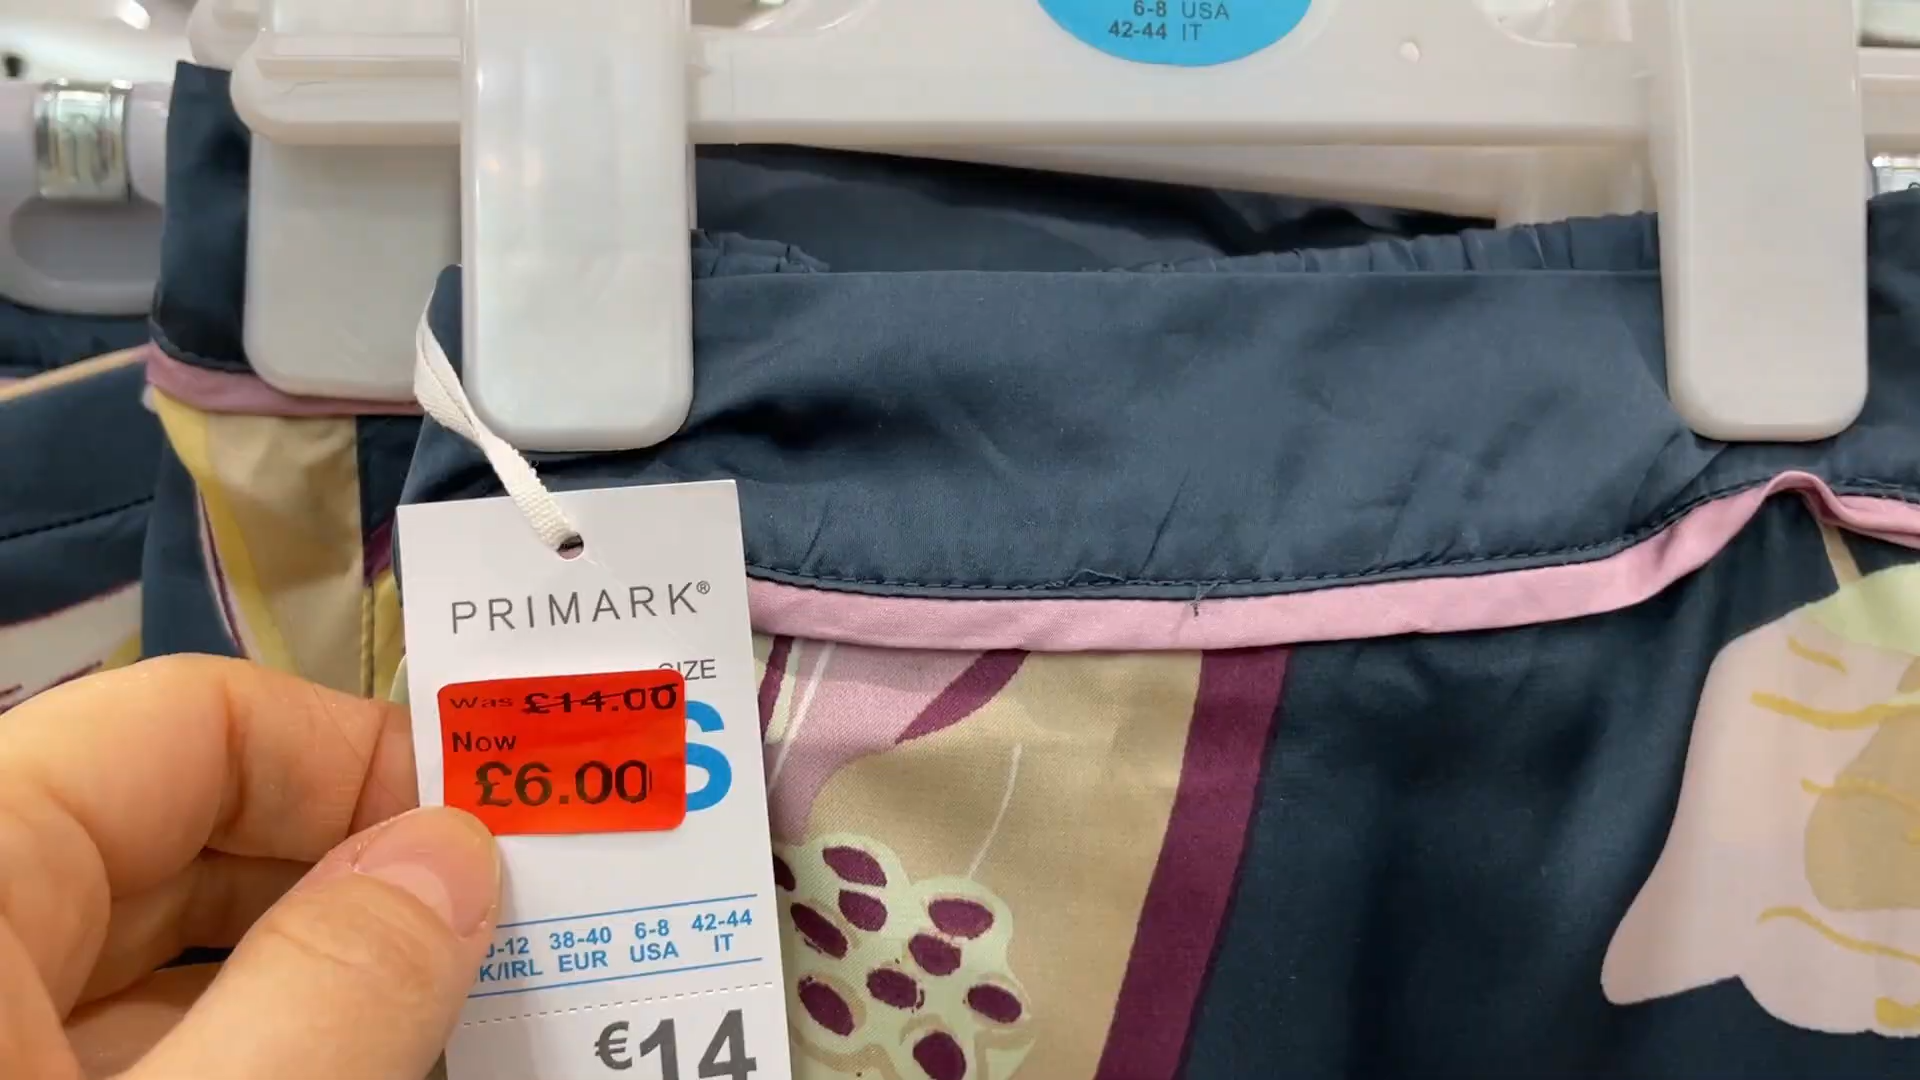 6-8 USA
42-44 IT
PRIMARK®
SIZE
S
Was £14.00
Now
£6.00
38-40 6-8 42-44
EUR USA IT
€14